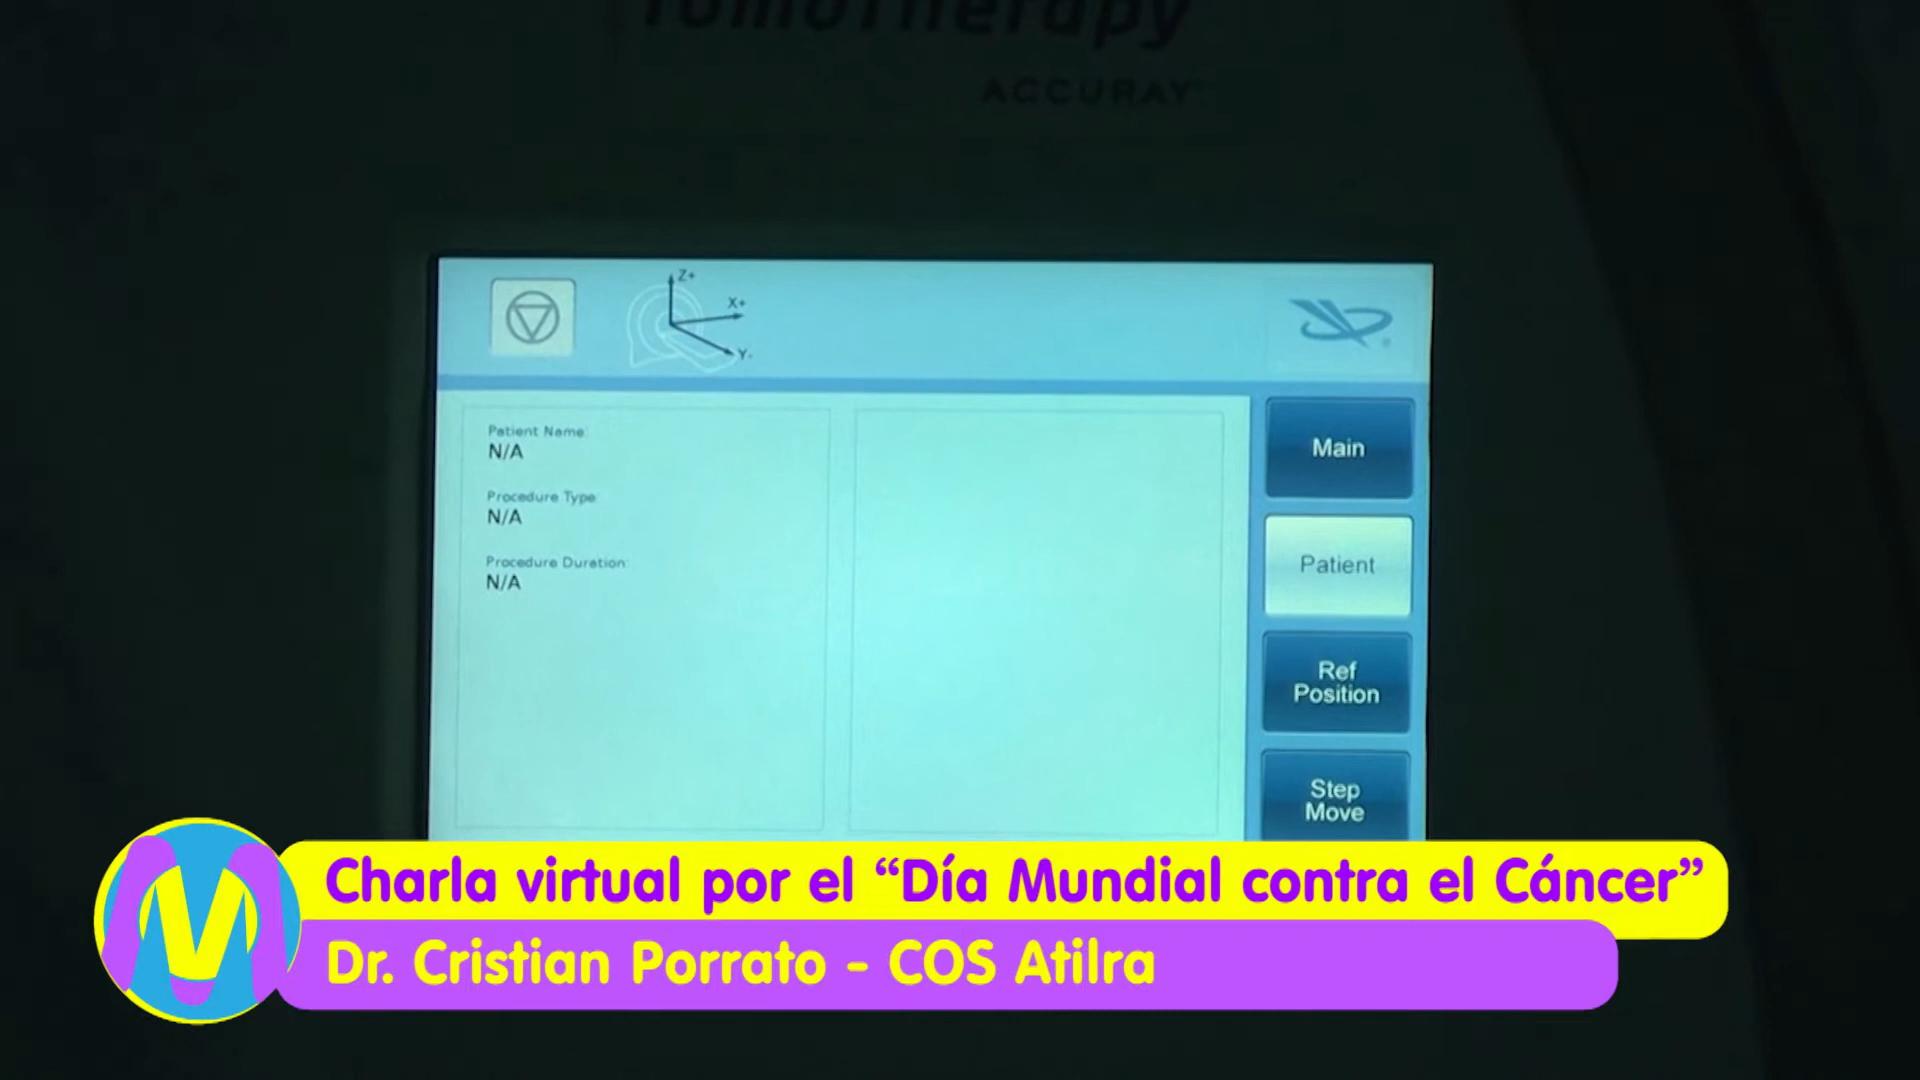 TomoTherapy
ACCURAY
Z+
X+
Y-
Patient Name:
N/A
Procedure Type:
N/A
Procedure Duration:
N/A
Main
Patient
Ref
Position
Step
Move
Charla virtual por el “Día Mundial contra el Cáncer”
Dr. Cristian Porrato - COS Atilra